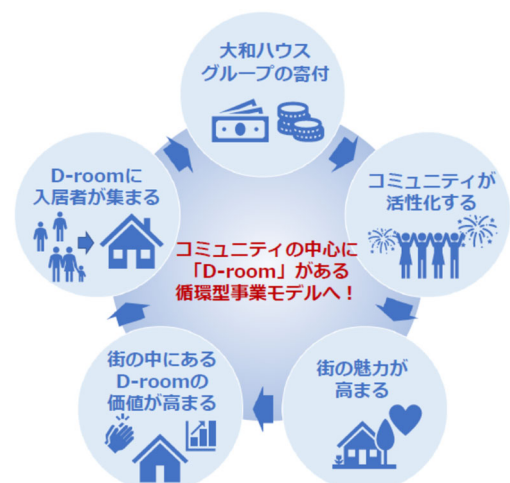 大和ハウス
グループの寄付
コミュニティが
活性化する
街の魅力が
高まる
街の中にある
D-roomの
価値が高まる
D-roomに
入居者が集まる
コミュニティの中心に
「D-room」がある
循環型事業モデルへ！